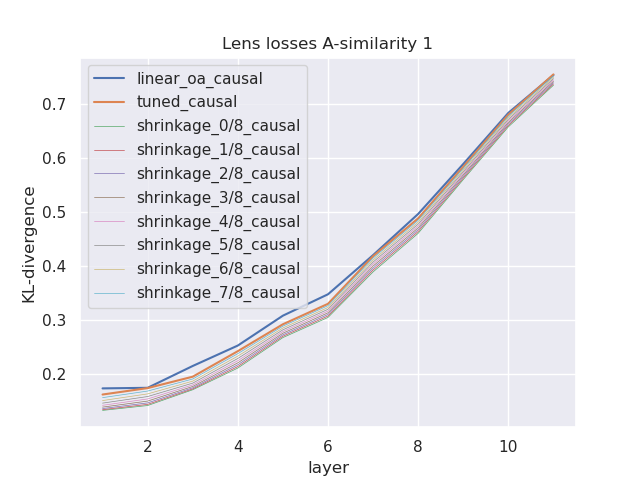 Lens losses A-similarity 1
linear_oa_causal
tuned_causal
shrinkage_0/8_causal
shrinkage_1/8_causal
shrinkage_2/8_causal
shrinkage_3/8_causal
shrinkage_4/8_causal
shrinkage_5/8_causal
shrinkage_6/8_causal
shrinkage_7/8_causal
KL-divergence
0.7
0.6
0.5
0.4
0.3
0.2
2 4 6 8 10
layer